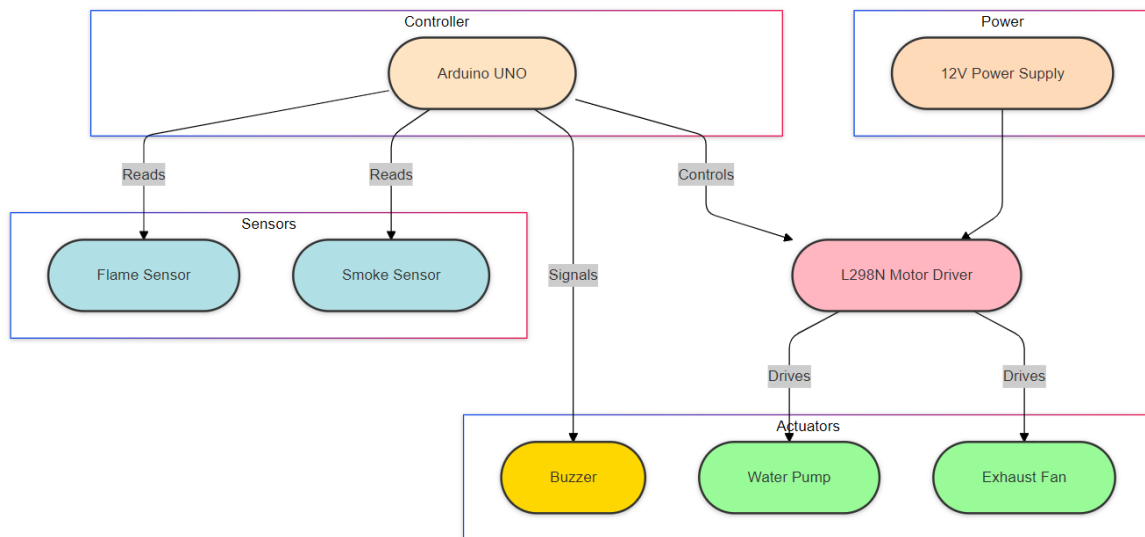 Controller
Power
Arduino UNO
12V Power Supply
Reads
Reads
Controls
Sensors
Flame Sensor
Smoke Sensor
Signals
L298N Motor Driver
Drives
Drives
Actuators
Buzzer
Water Pump
Exhaust Fan